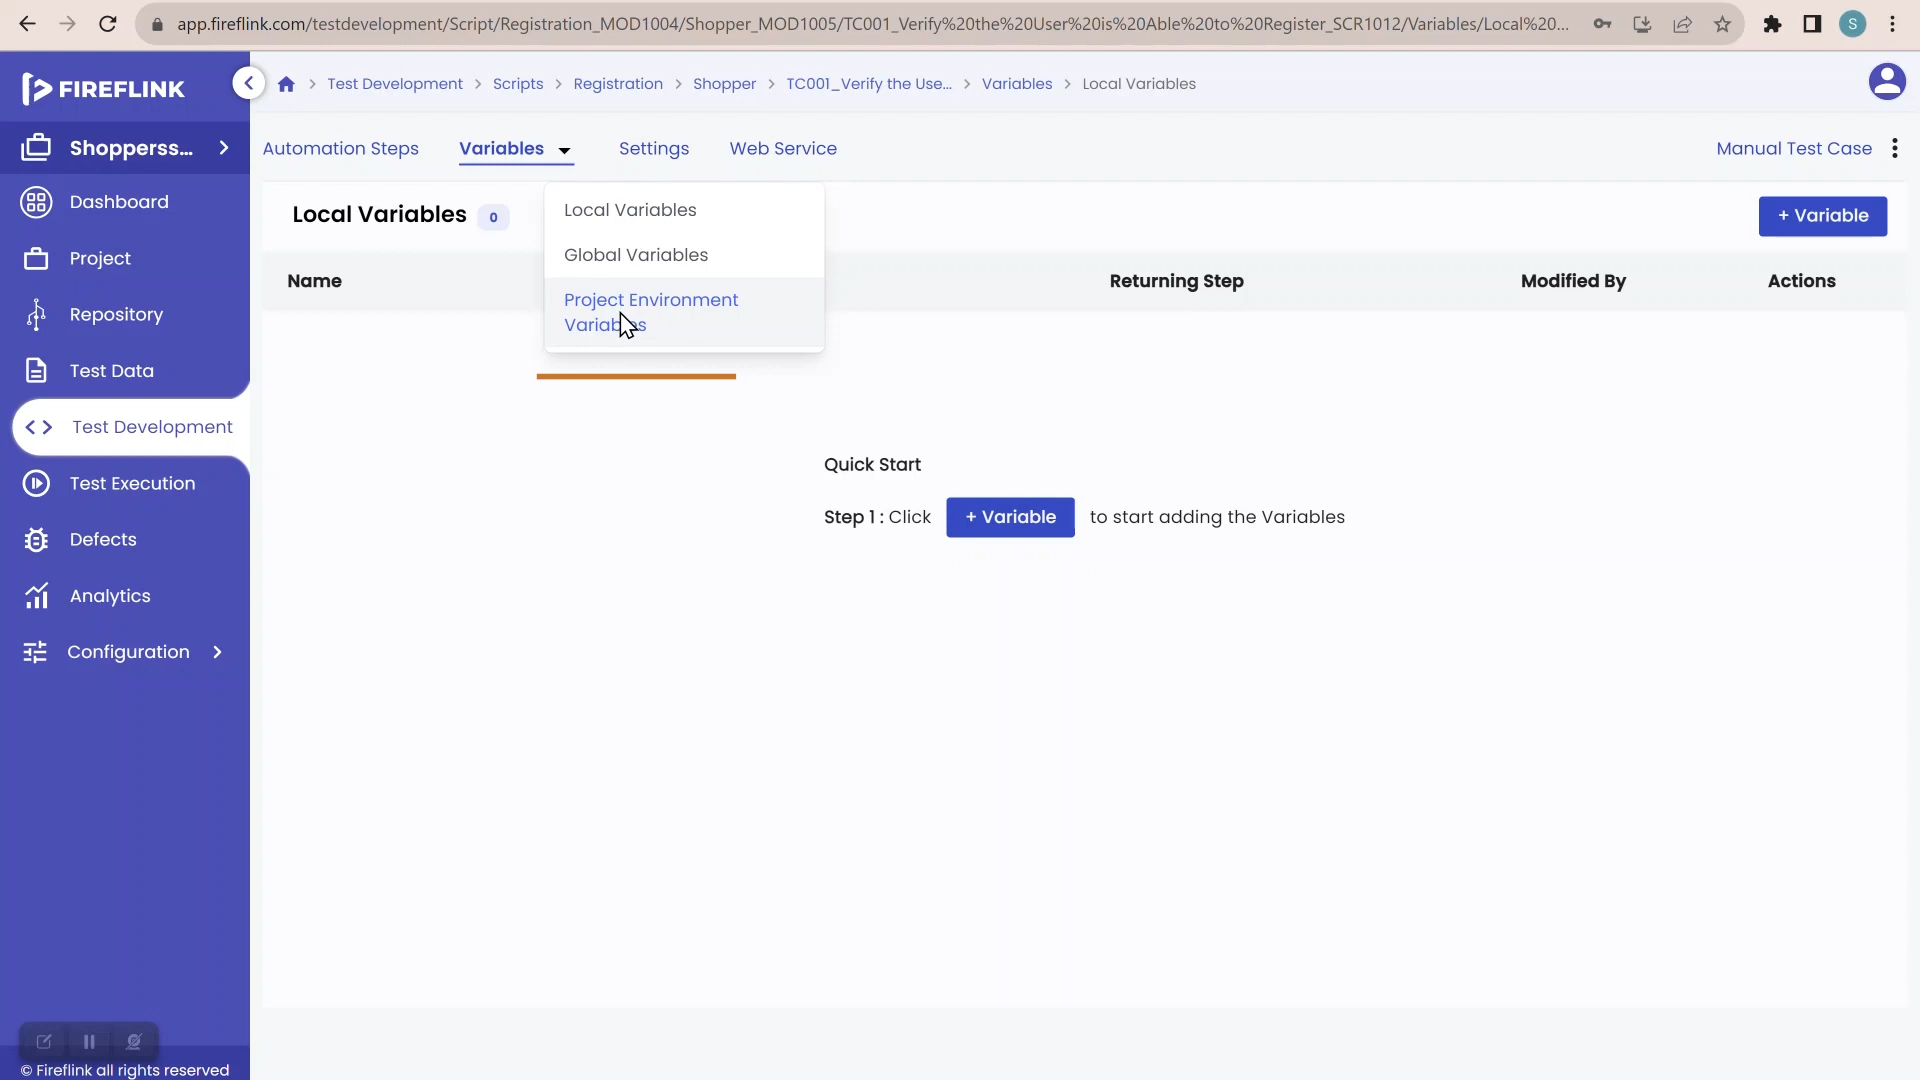 app.fireflink.com/testdevelopment/Script/Registration_MOD1004/Shopper_MOD1005/TC001_Verify%20the%20User%20is%20Able%20to%20Register_SCR1012/Variables/Local%20...
S
FIREFLINK
Test Development
Scripts
Registration
Shopper
TC001_Verify the Use...
Variables
Local Variables
Shopperss...
Automation Steps
Variables
Settings
Web Service
Manual Test Case
Dashboard
Project
Repository
Test Data
Test Development
Test Execution
Defects
Analytics
Configuration
Local Variables 0
+ Variable
Local Variables
Global Variables
Project Environment
Variables
Name
Returning Step
Modified By
Actions
Quick Start
Step 1 : Click + Variable to start adding the Variables
© Fireflink all rights reserved